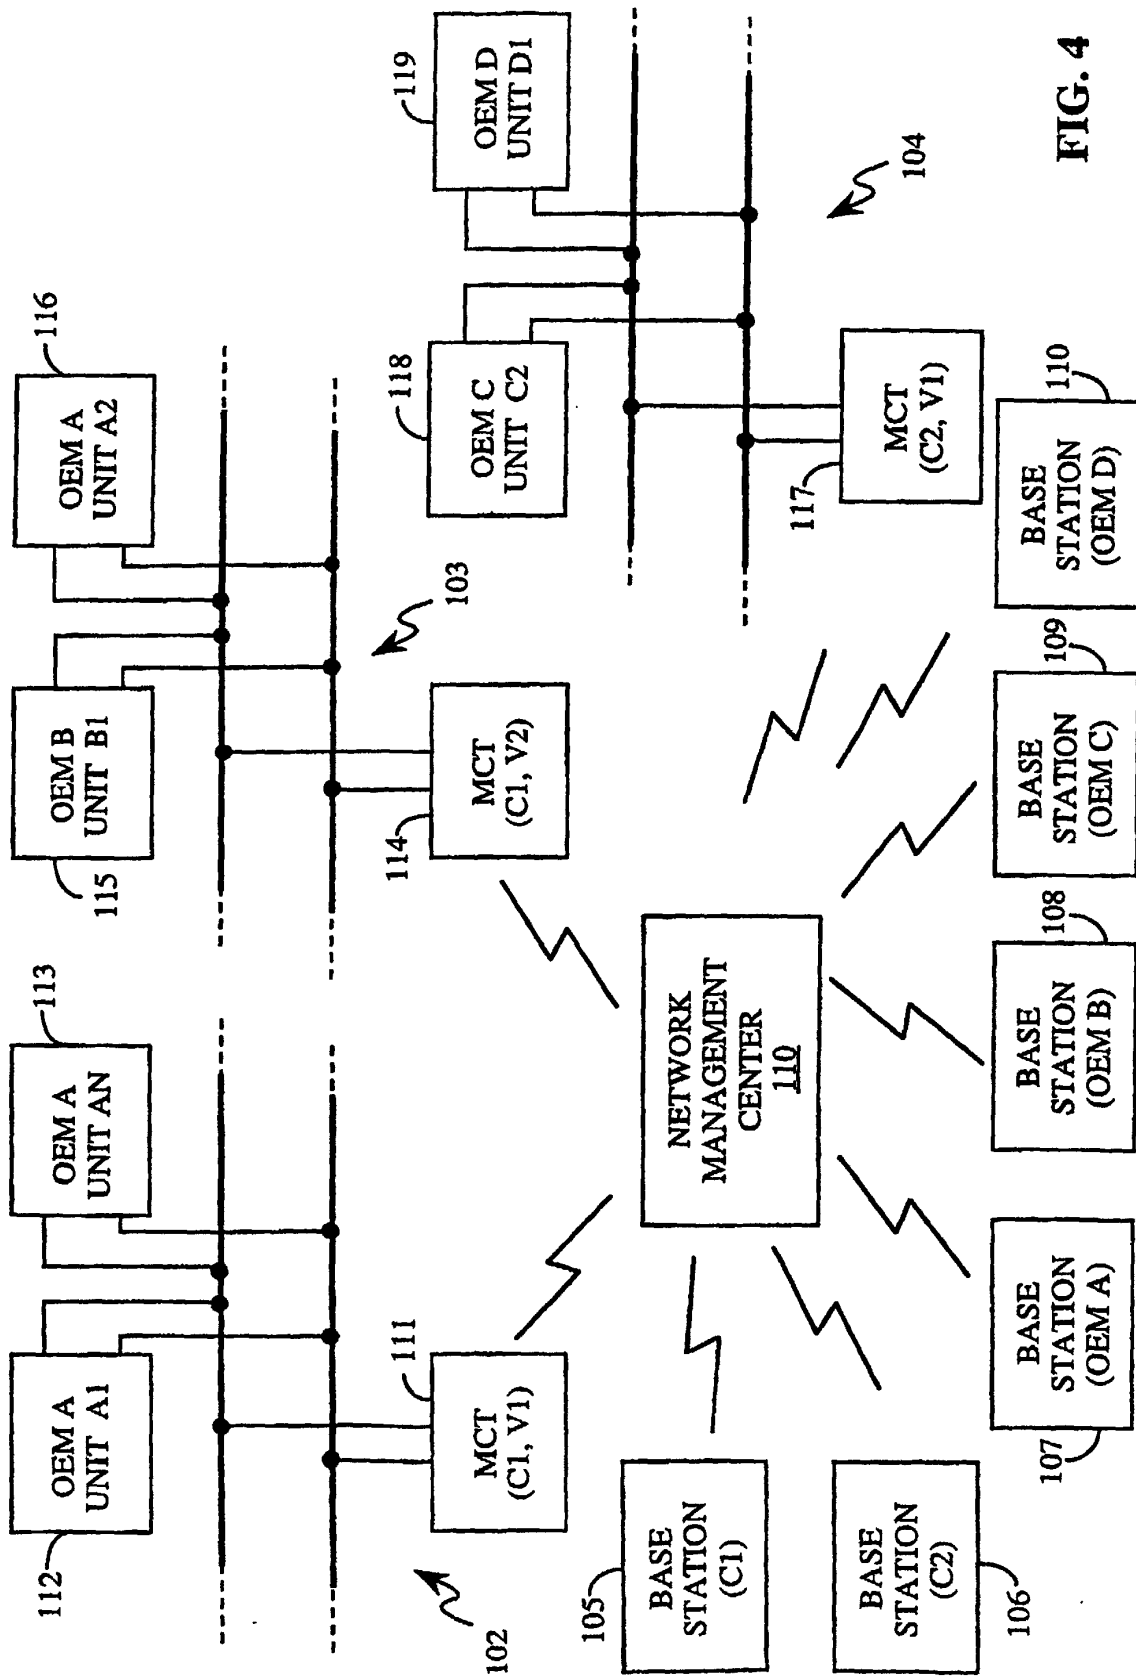 112
OEM A
UNIT A1
113
OEM A
UNIT AN
115
OEM B
UNIT B1
116
OEM A
UNIT A2
102
111
MCT
(C1, V1)
114
MCT
(C1, V2)
103
118
OEM C
UNIT C2
119
OEM D
UNIT D1
105
BASE
STATION
(C1)
NETWORK
MANAGEMENT
CENTER
110
117
MCT
(C2, V1)
104
106
BASE
STATION
(C2)
107
BASE
STATION
(OEM A)
108
BASE
STATION
(OEM B)
109
BASE
STATION
(OEM C)
110
BASE
STATION
(OEM D)
FIG. 4